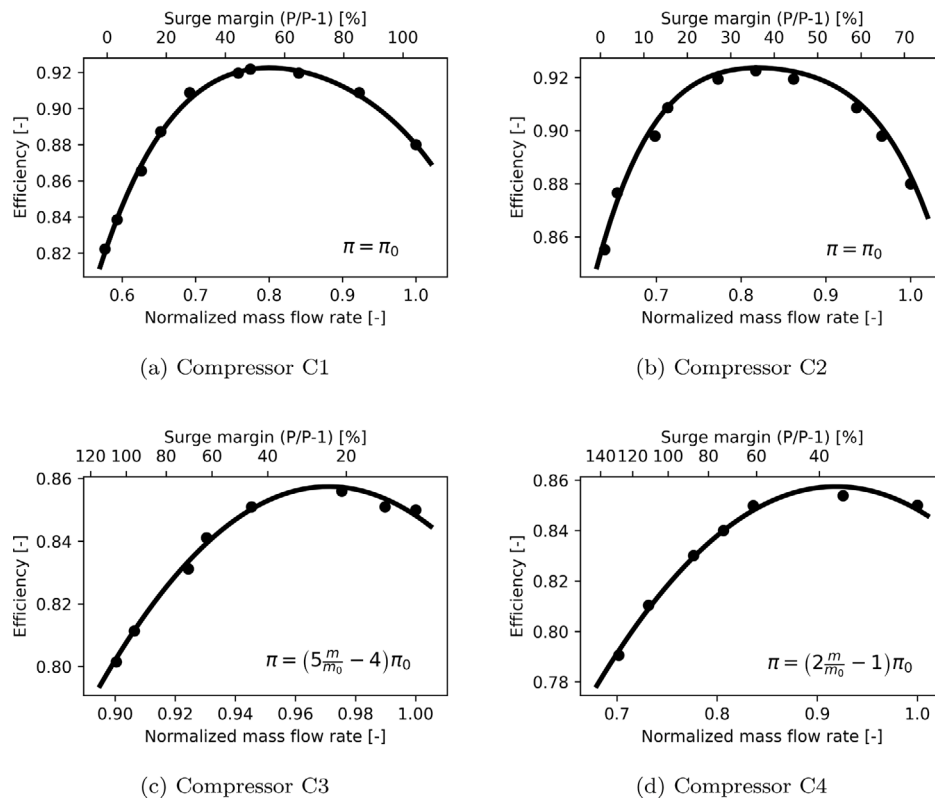 Surge margin (P/P-1) [%]
0 20 40 60 80 100
Efficiency [-]
0.92
0.90
0.88
0.86
0.84
0.82
π = π0
0.6 0.7 0.8 0.9 1.0
Normalized mass flow rate [-]
(a) Compressor C1
Surge margin (P/P-1) [%]
0 10 20 30 40 50 60 70
Efficiency [-]
0.92
0.90
0.88
0.86
π = π0
0.7 0.8 0.9 1.0
Normalized mass flow rate [-]
(b) Compressor C2
Surge margin (P/P-1) [%]
120 100 80 60 40 20
Efficiency [-]
0.86
0.84
0.82
0.80
π = (5 m/m0 − 4)π0
0.90 0.92 0.94 0.96 0.98 1.00
Normalized mass flow rate [-]
(c) Compressor C3
Surge margin (P/P-1) [%]
140 120 100 80 60 40
Efficiency [-]
0.86
0.84
0.82
0.80
0.78
π = (2 m/m0 − 1)π0
0.7 0.8 0.9 1.0
Normalized mass flow rate [-]
(d) Compressor C4